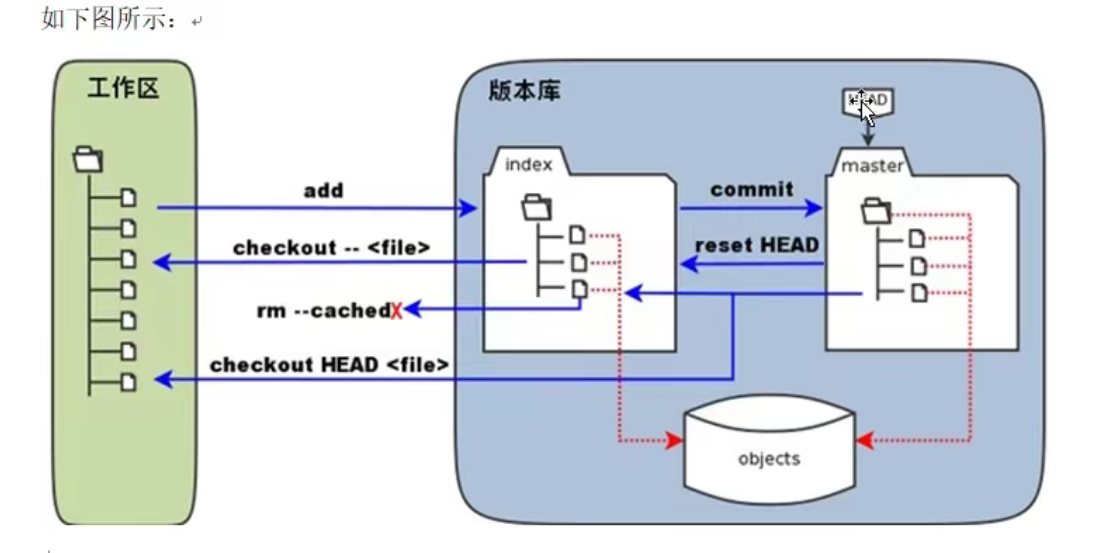 如下图所示：
工作区
版本库
HEAD
index
master
add
commit
checkout -- <file>
reset HEAD
rm --cachedX
checkout HEAD <file>
objects